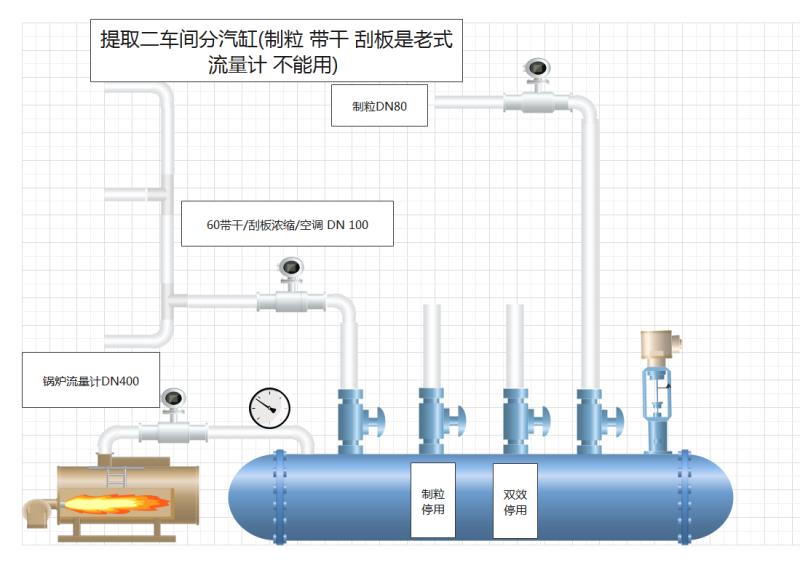 提取二车间分汽缸(制粒 带干 刮板是老式
流量计 不能用)
制粒DN80
60带干/刮板浓缩/空调 DN 100
锅炉流量计DN400
制粒
停用
双效
停用